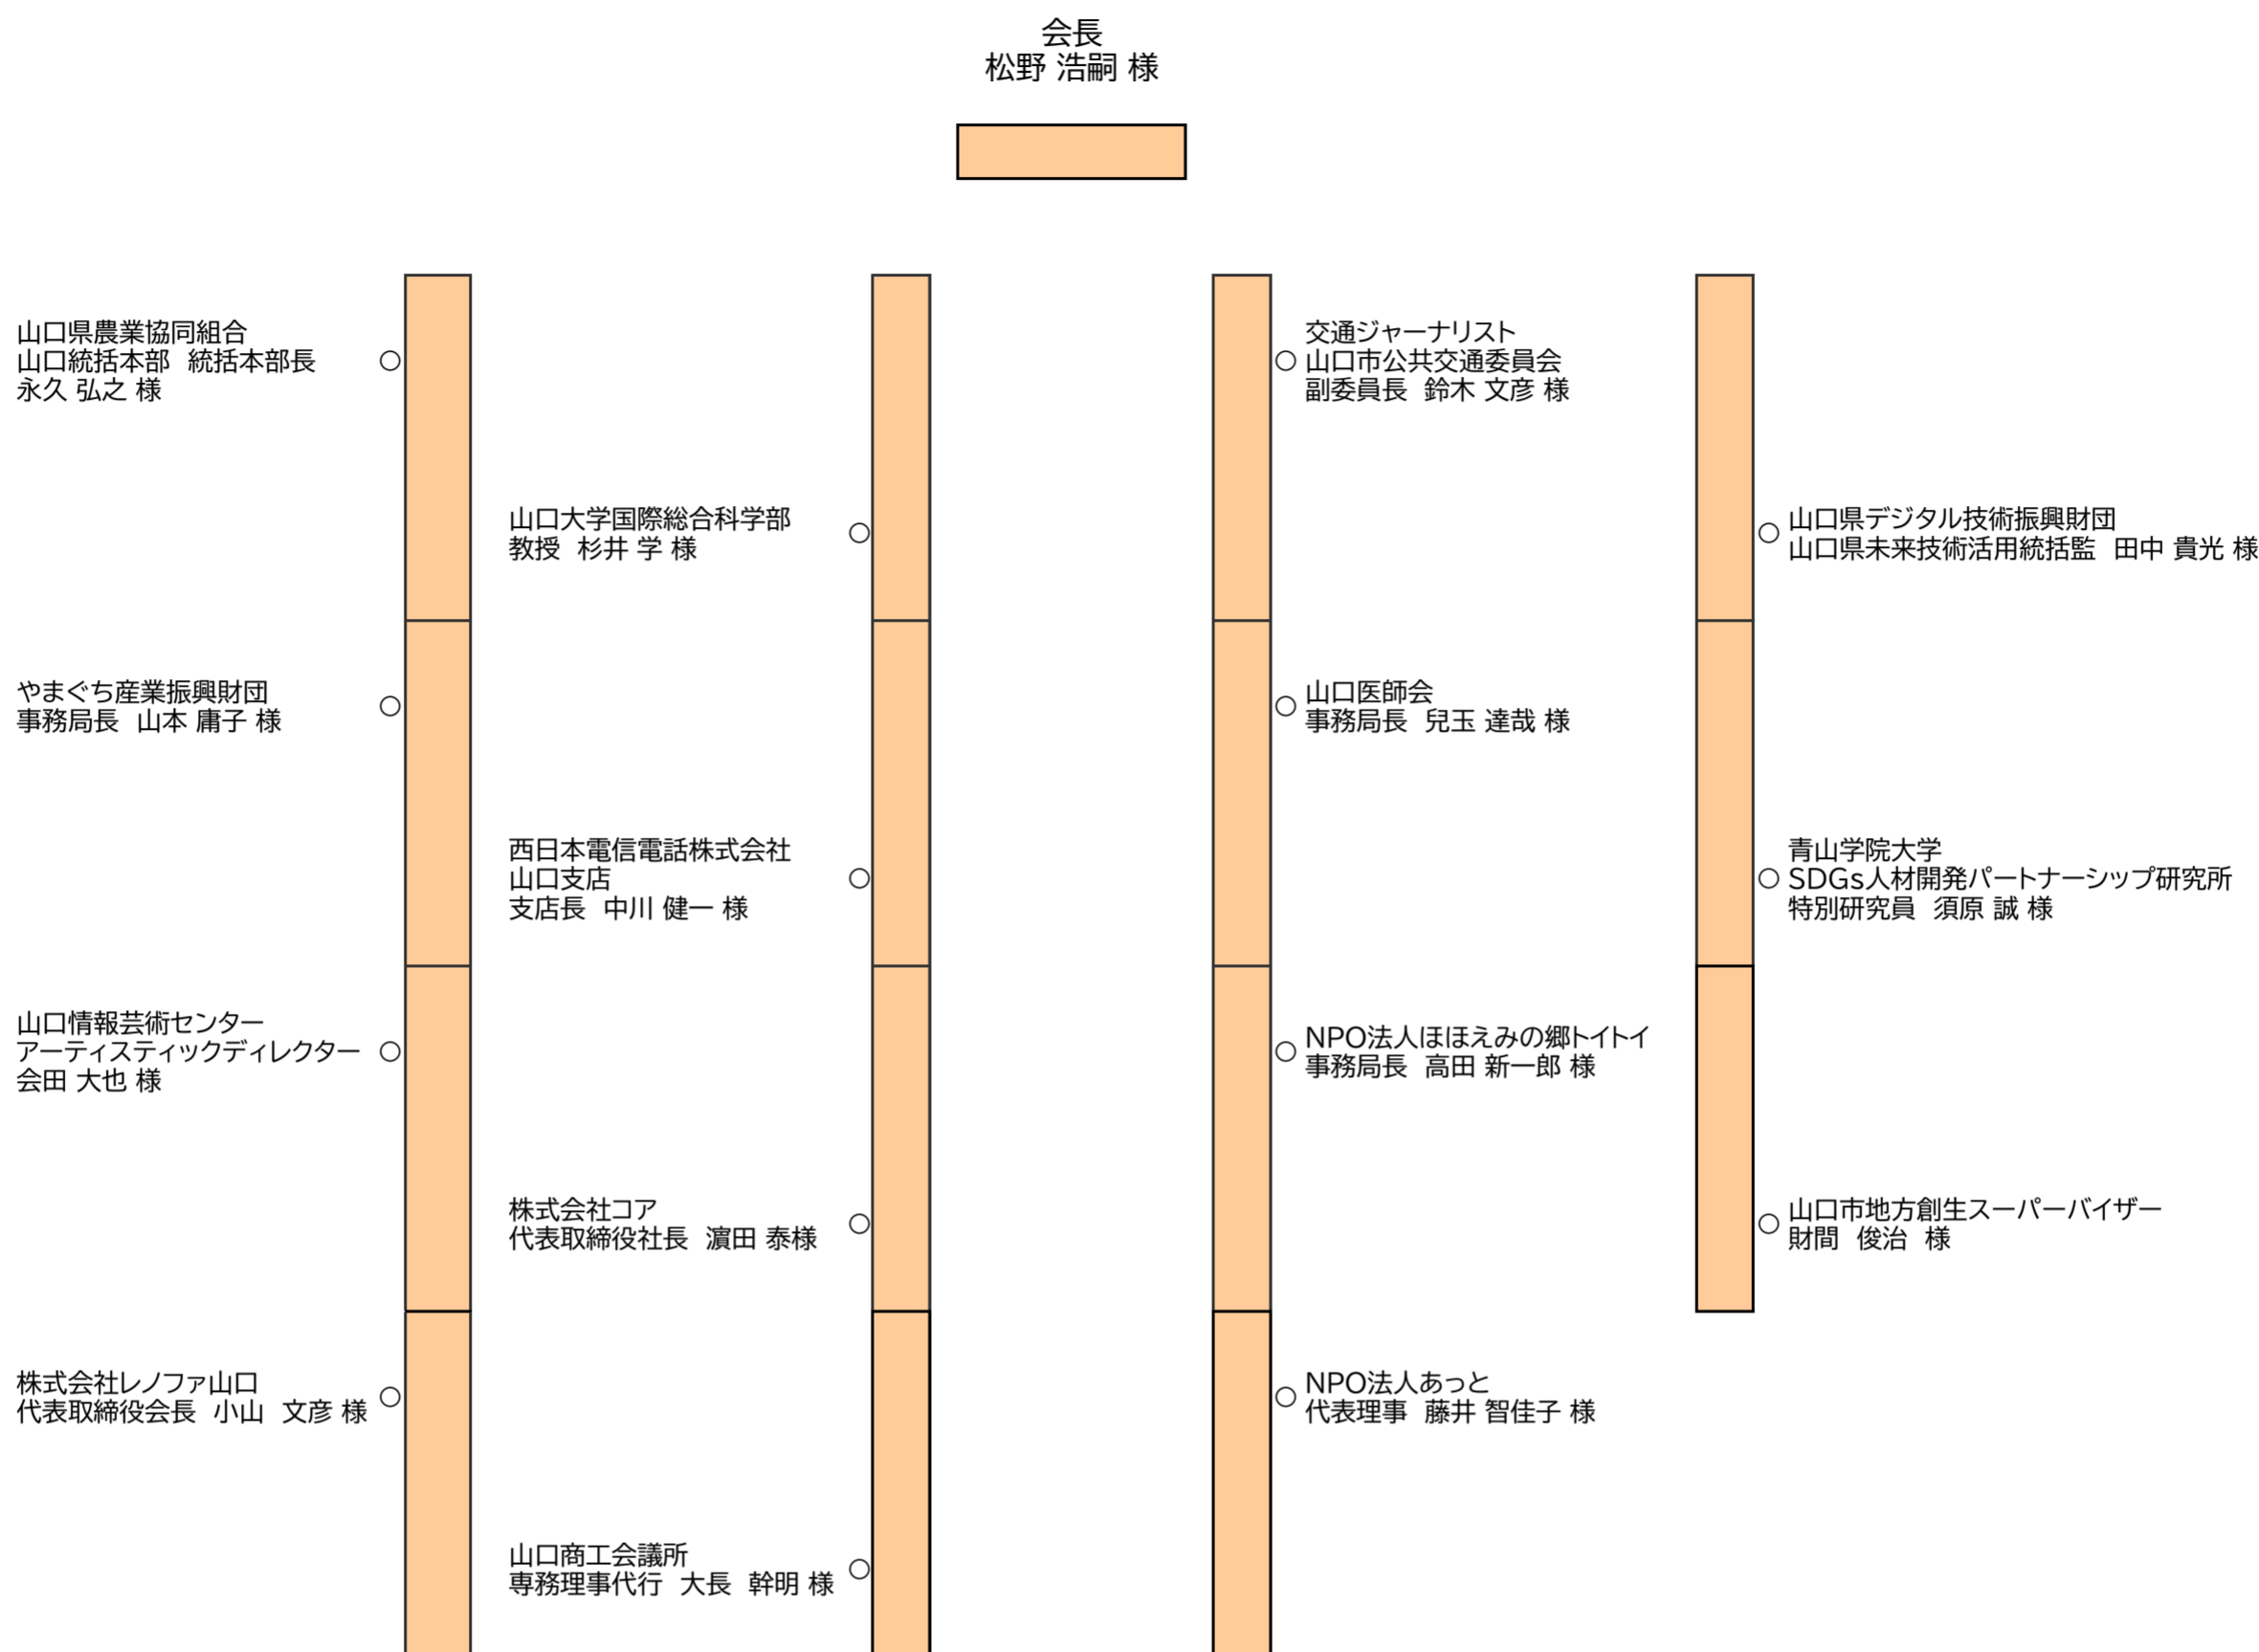 会長
松野 浩嗣 様
山口県農業協同組合
山口統括本部 統括本部長
永久 弘之 様
やまぐち産業振興財団
事務局長 山本 庸子 様
山口情報芸術センター
アーティスティックディレクター
会田 大也 様
株式会社レノファ山口
代表取締役会長 小山 文彦 様
山口大学国際総合科学部
教授 杉井 学 様
西日本電信電話株式会社
山口支店
支店長 中川 健一 様
株式会社コア
代表取締役社長 濵田 泰様
山口商工会議所
専務理事代行 大長 幹明 様
交通ジャーナリスト
山口市公共交通委員会
副委員長 鈴木 文彦 様
山口医師会
事務局長 兒玉 達哉 様
NPO法人ほほえみの郷トイトイ
事務局長 高田 新一郎 様
NPO法人あっと
代表理事 藤井 智佳子 様
山口県デジタル技術振興財団
山口県未来技術活用統括監 田中 貴光 様
青山学院大学
SDGs人材開発パートナーシップ研究所
特別研究員 須原 誠 様
山口市地方創生スーパーバイザー
財間 俊治 様